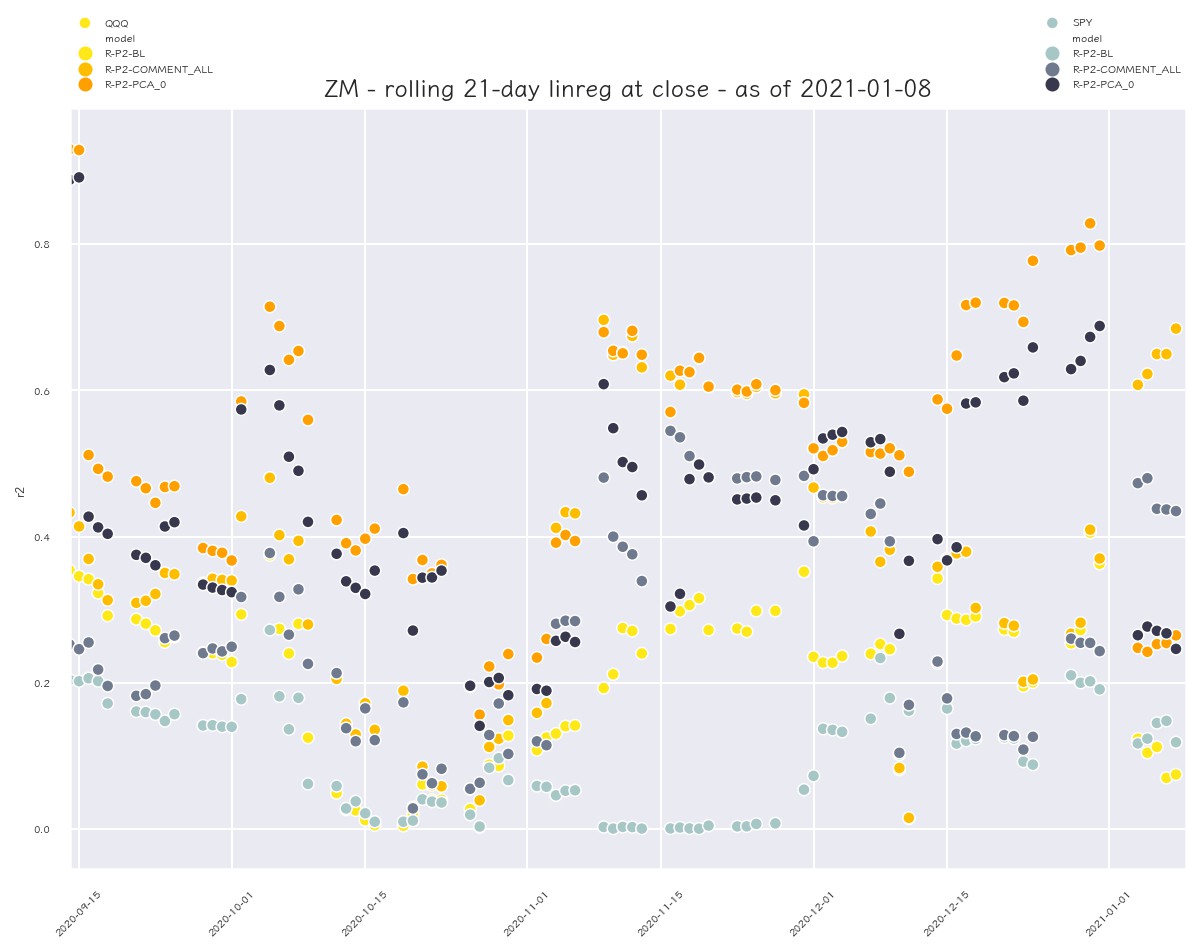 QQQ
model
R-P2-BL
R-P2-COMMENT_ALL
R-P2-PCA_0
SPY
model
R-P2-BL
R-P2-COMMENT_ALL
R-P2-PCA_0
ZM - rolling 21-day linreg at close - as of 2021-01-08
r2
0.8
0.6
0.4
0.2
0.0
2020-09-15
2020-10-01
2020-10-15
2020-11-01
2020-11-15
2020-12-01
2020-12-15
2021-01-01